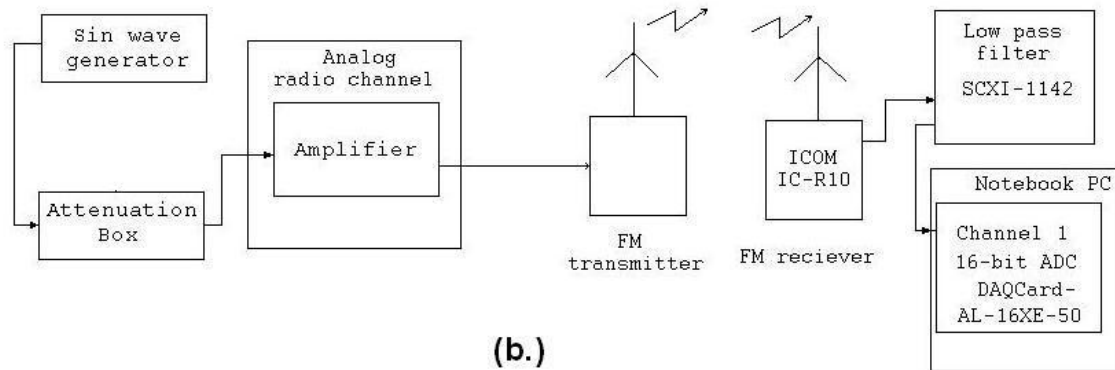 Sin wave
generator
Attenuation
Box
Analog
radio channel
Amplifier
FM
transmitter
ICOM
IC-R10
FM reciever
Low pass
filter
SCXI-1142
Notebook PC
Channel 1
16-bit ADC
DAQCard-
AL-16XE-50
(b.)